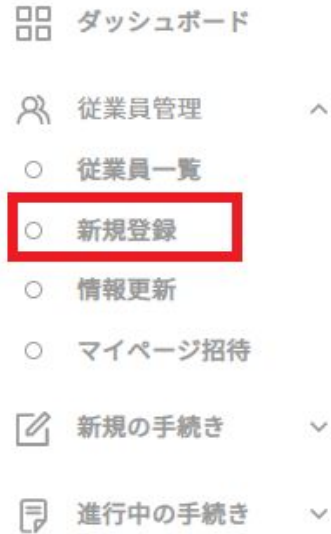 ダッシュボード
従業員管理
従業員一覧
新規登録
情報更新
マイページ招待
新規の手続き
進行中の手続き